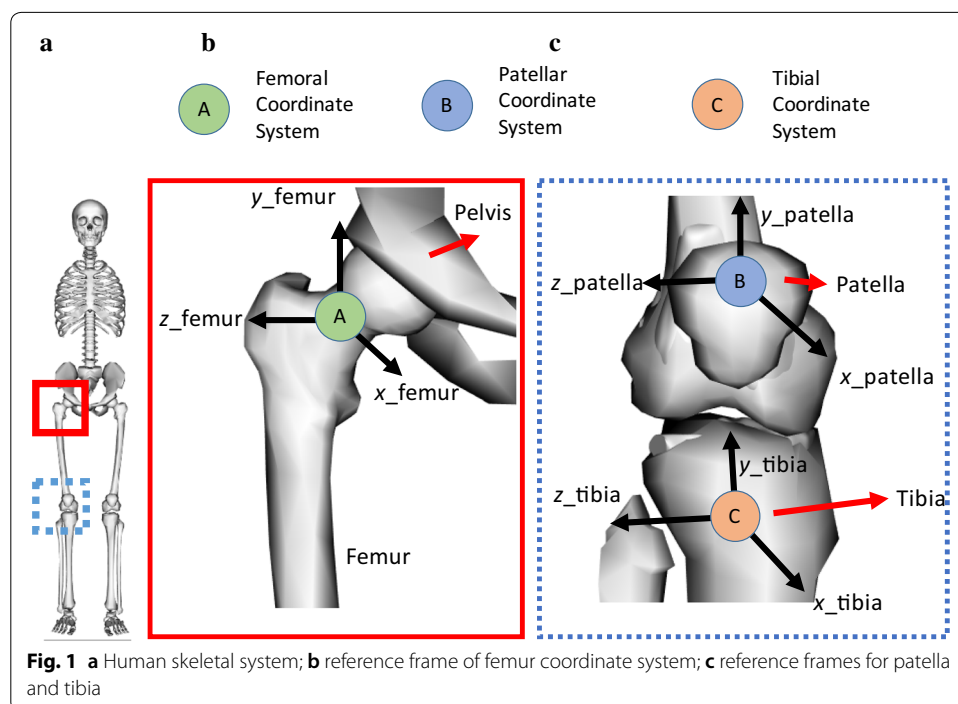 a
b
c
A
Femoral
Coordinate
System
B
Patellar
Coordinate
System
C
Tibial
Coordinate
System
y_femur
Pelvis
z_femur
A
x_femur
Femur
y_patella
z_patella
B
Patella
x_patella
y_tibia
z_tibia
C
Tibia
x_tibia
Fig. 1 a Human skeletal system; b reference frame of femur coordinate system; c reference frames for patella
and tibia